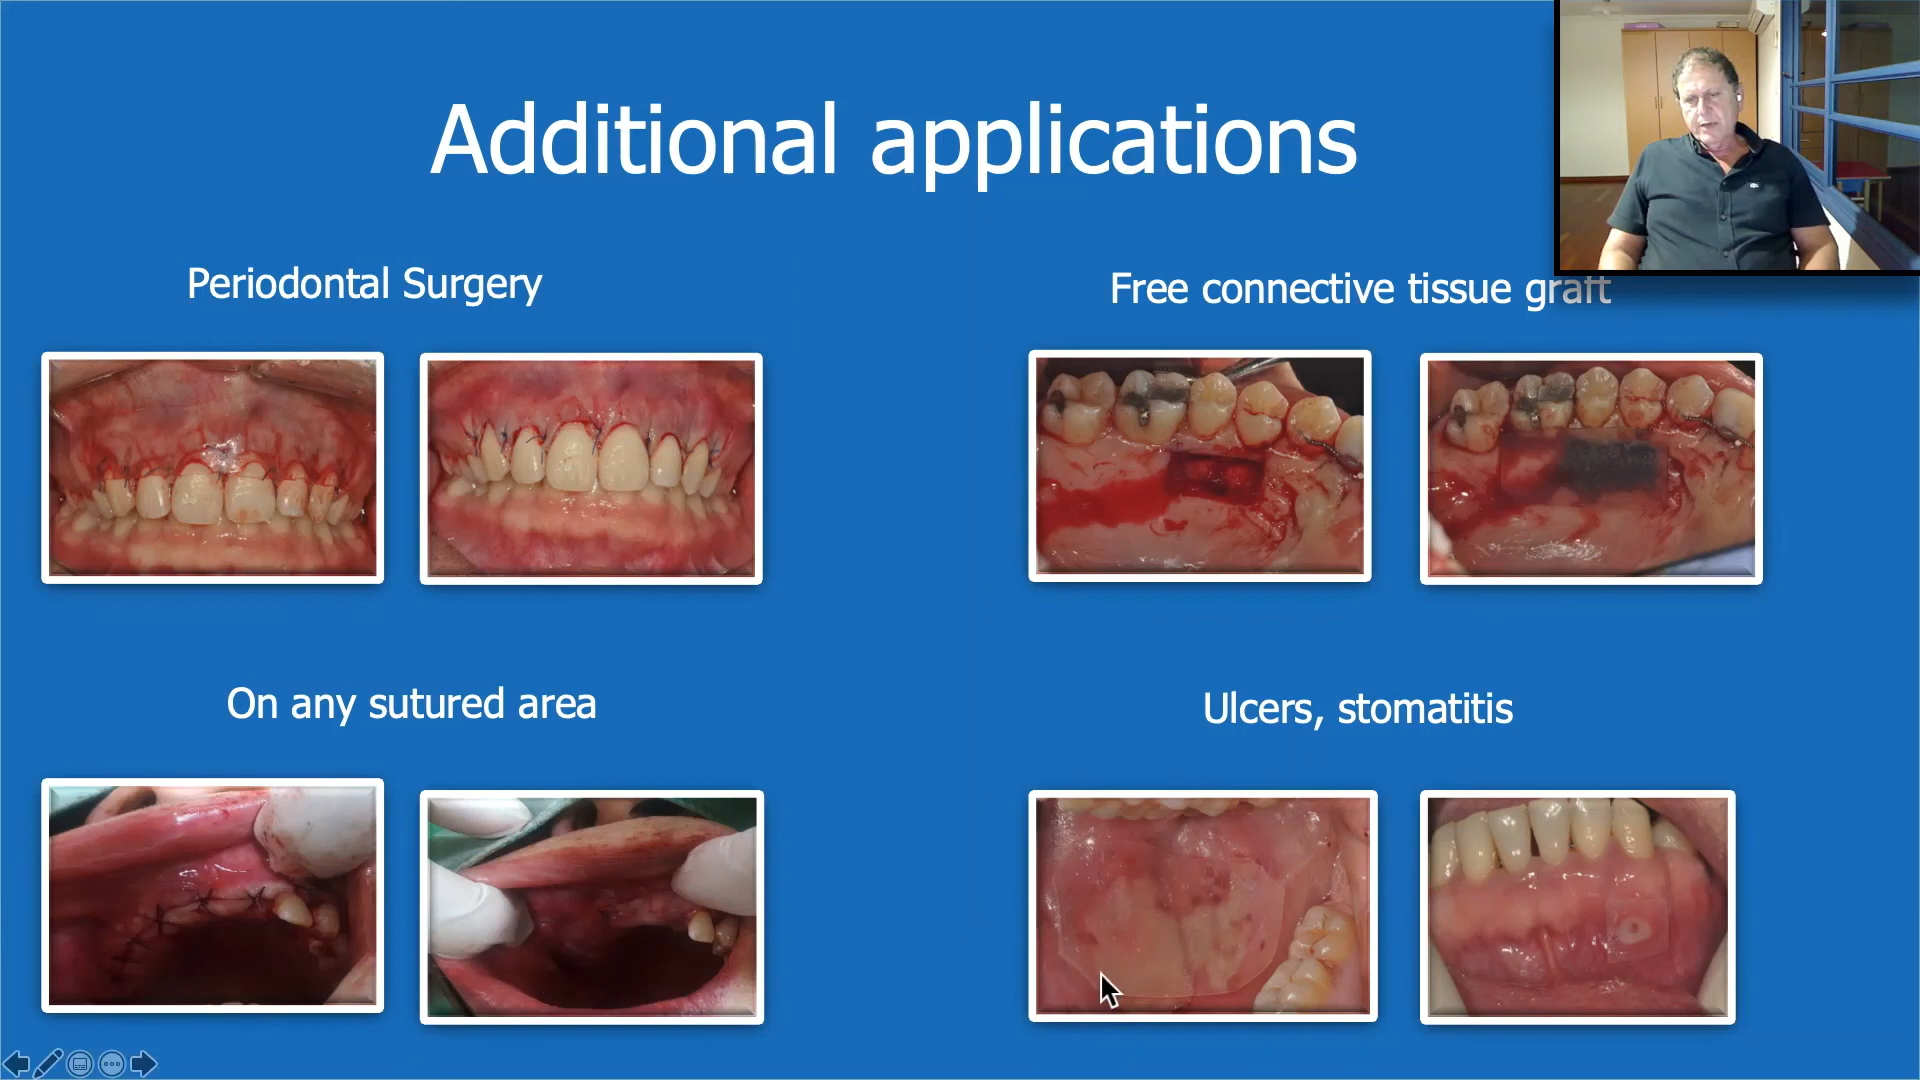 Additional applications
Periodontal Surgery
Free connective tissue graft
On any sutured area
Ulcers, stomatitis